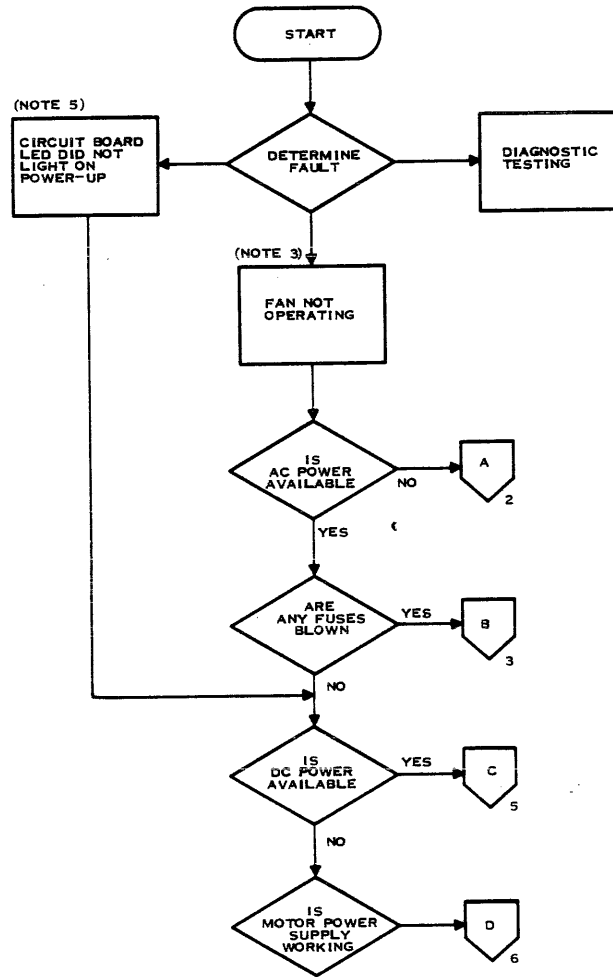 START
(NOTE 5)
CIRCUIT BOARD
LED DID NOT
LIGHT ON
POWER-UP
DETERMINE
FAULT
DIAGNOSTIC
TESTING
(NOTE 3)
FAN NOT
OPERATING
IS
AC POWER
AVAILABLE
NO
A
2
YES
ARE
ANY FUSES
BLOWN
YES
B
3
NO
IS
DC POWER
AVAILABLE
YES
C
5
NO
IS
MOTOR POWER
SUPPLY
WORKING
D
6